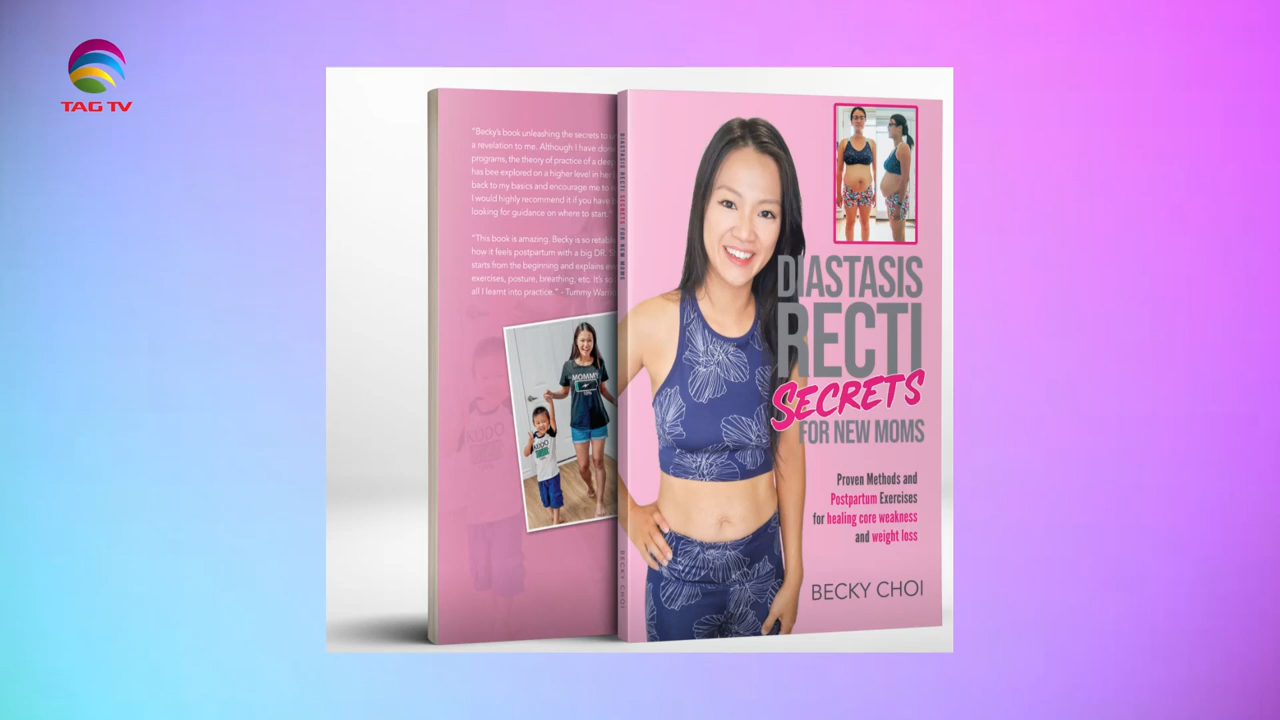 TAG TV
"Becky's book unleashing the secrets to
a revelation to me. Although I have
programs, the theory of practice of a
has bee explored on a higher level in her
back to my basics and encourage me to
I would highly recommend it if you have
looking for guidance on where to start."
"This book is amazing. Becky is so
how it feels postpartum with a big DR.
starts from the beginning and explains
exercises, posture, breathing, etc. It's
all I learnt into practice." - Tummy
MOMMY
KIDDO
DIASTASIS RECTI SECRETS FOR NEW MOMS
BECKY CHOI
DIASTASIS
RECTI
SECRETS
FOR NEW MOMS
Proven Methods and
Postpartum Exercises
for healing core weakness
and weight loss
BECKY CHOI